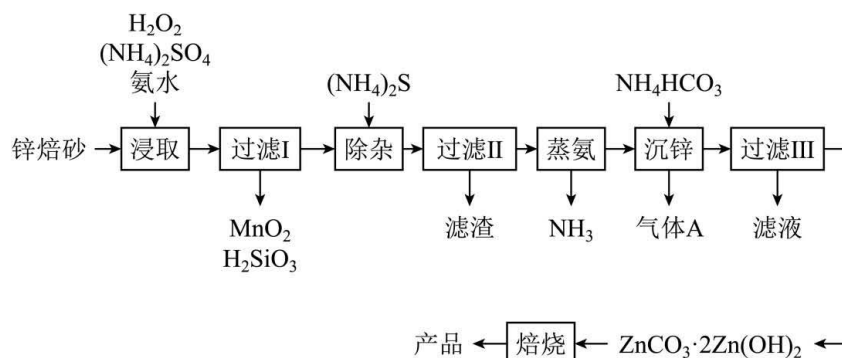 H₂O₂
(NH₄)₂SO₄
氨水
(NH₄)₂S
NH₄HCO₃
锌焙砂
浸取
过滤I
除杂
过滤II
蒸氨
沉锌
过滤III
MnO₂
H₂SiO₃
滤渣
NH₃
气体A
滤液
产品
焙烧
ZnCO₃·2Zn(OH)₂